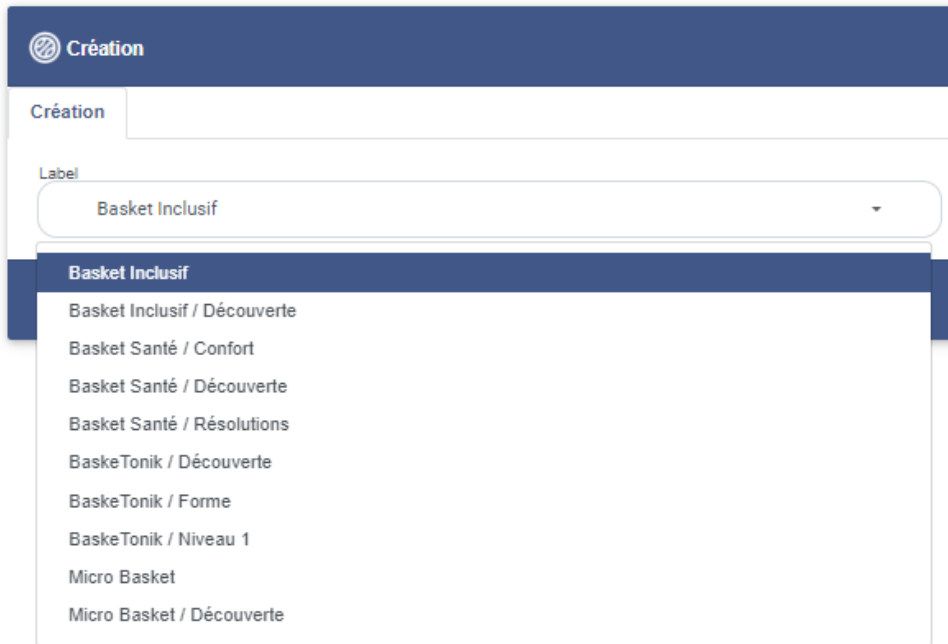 Création
Création
Label
Basket Inclusif
Basket Inclusif
Basket Inclusif / Découverte
Basket Santé / Confort
Basket Santé / Découverte
Basket Santé / Résolutions
BaskeTonik / Découverte
BaskeTonik / Forme
BaskeTonik / Niveau 1
Micro Basket
Micro Basket / Découverte